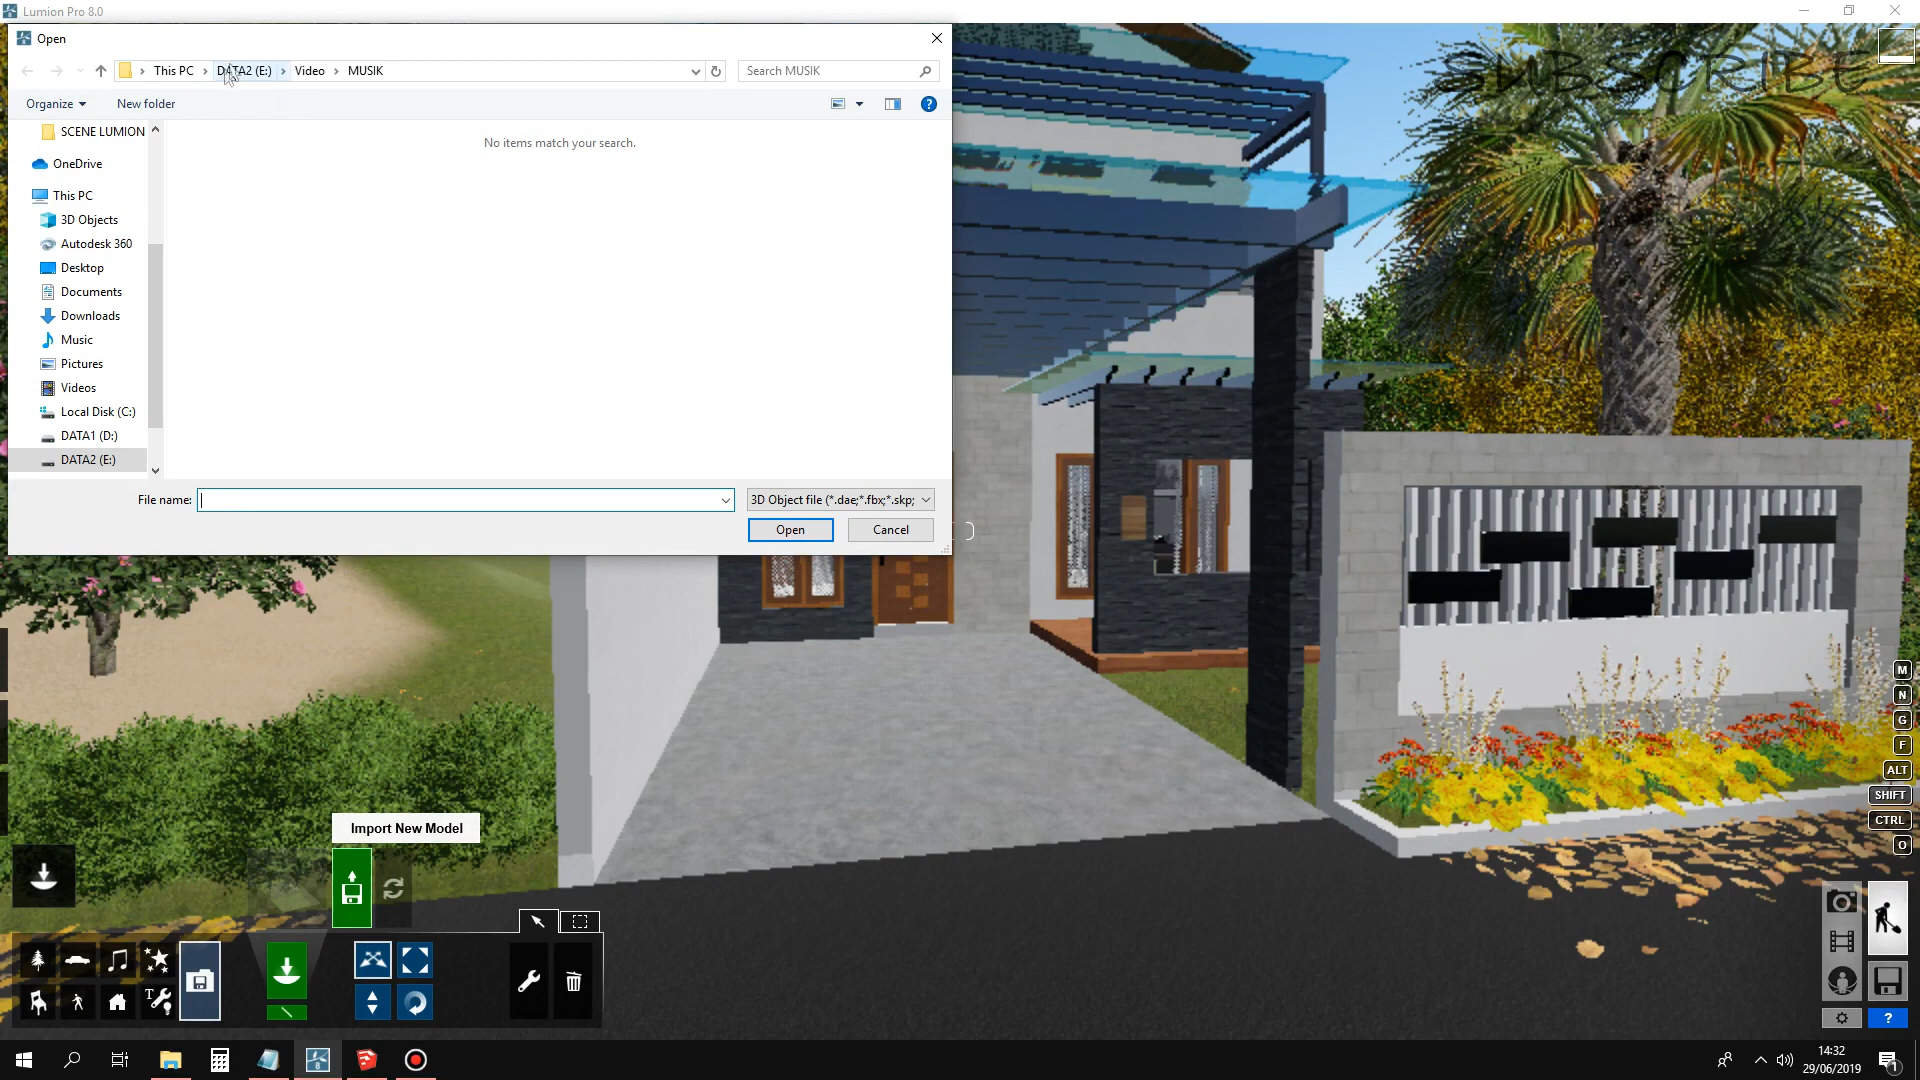 Lumion Pro 8.0
Open
This PC
DATA2 (E:)
Video
MUSIK
Search MUSIK
SUBSCRIBE
Organize
New folder
No items match your search.
SCENE LUMION
OneDrive
This PC
3D Objects
Autodesk 360
Desktop
Documents
Downloads
Music
Pictures
Videos
Local Disk (C:)
DATA1 (D:)
DATA2 (E:)
File name:
3D Object file (*.dae;*.fbx;*.skp;
Open
Cancel
M
N
G
F
ALT
SHIFT
CTRL
O
Import New Model
?
8
14:32
29/06/2019
1